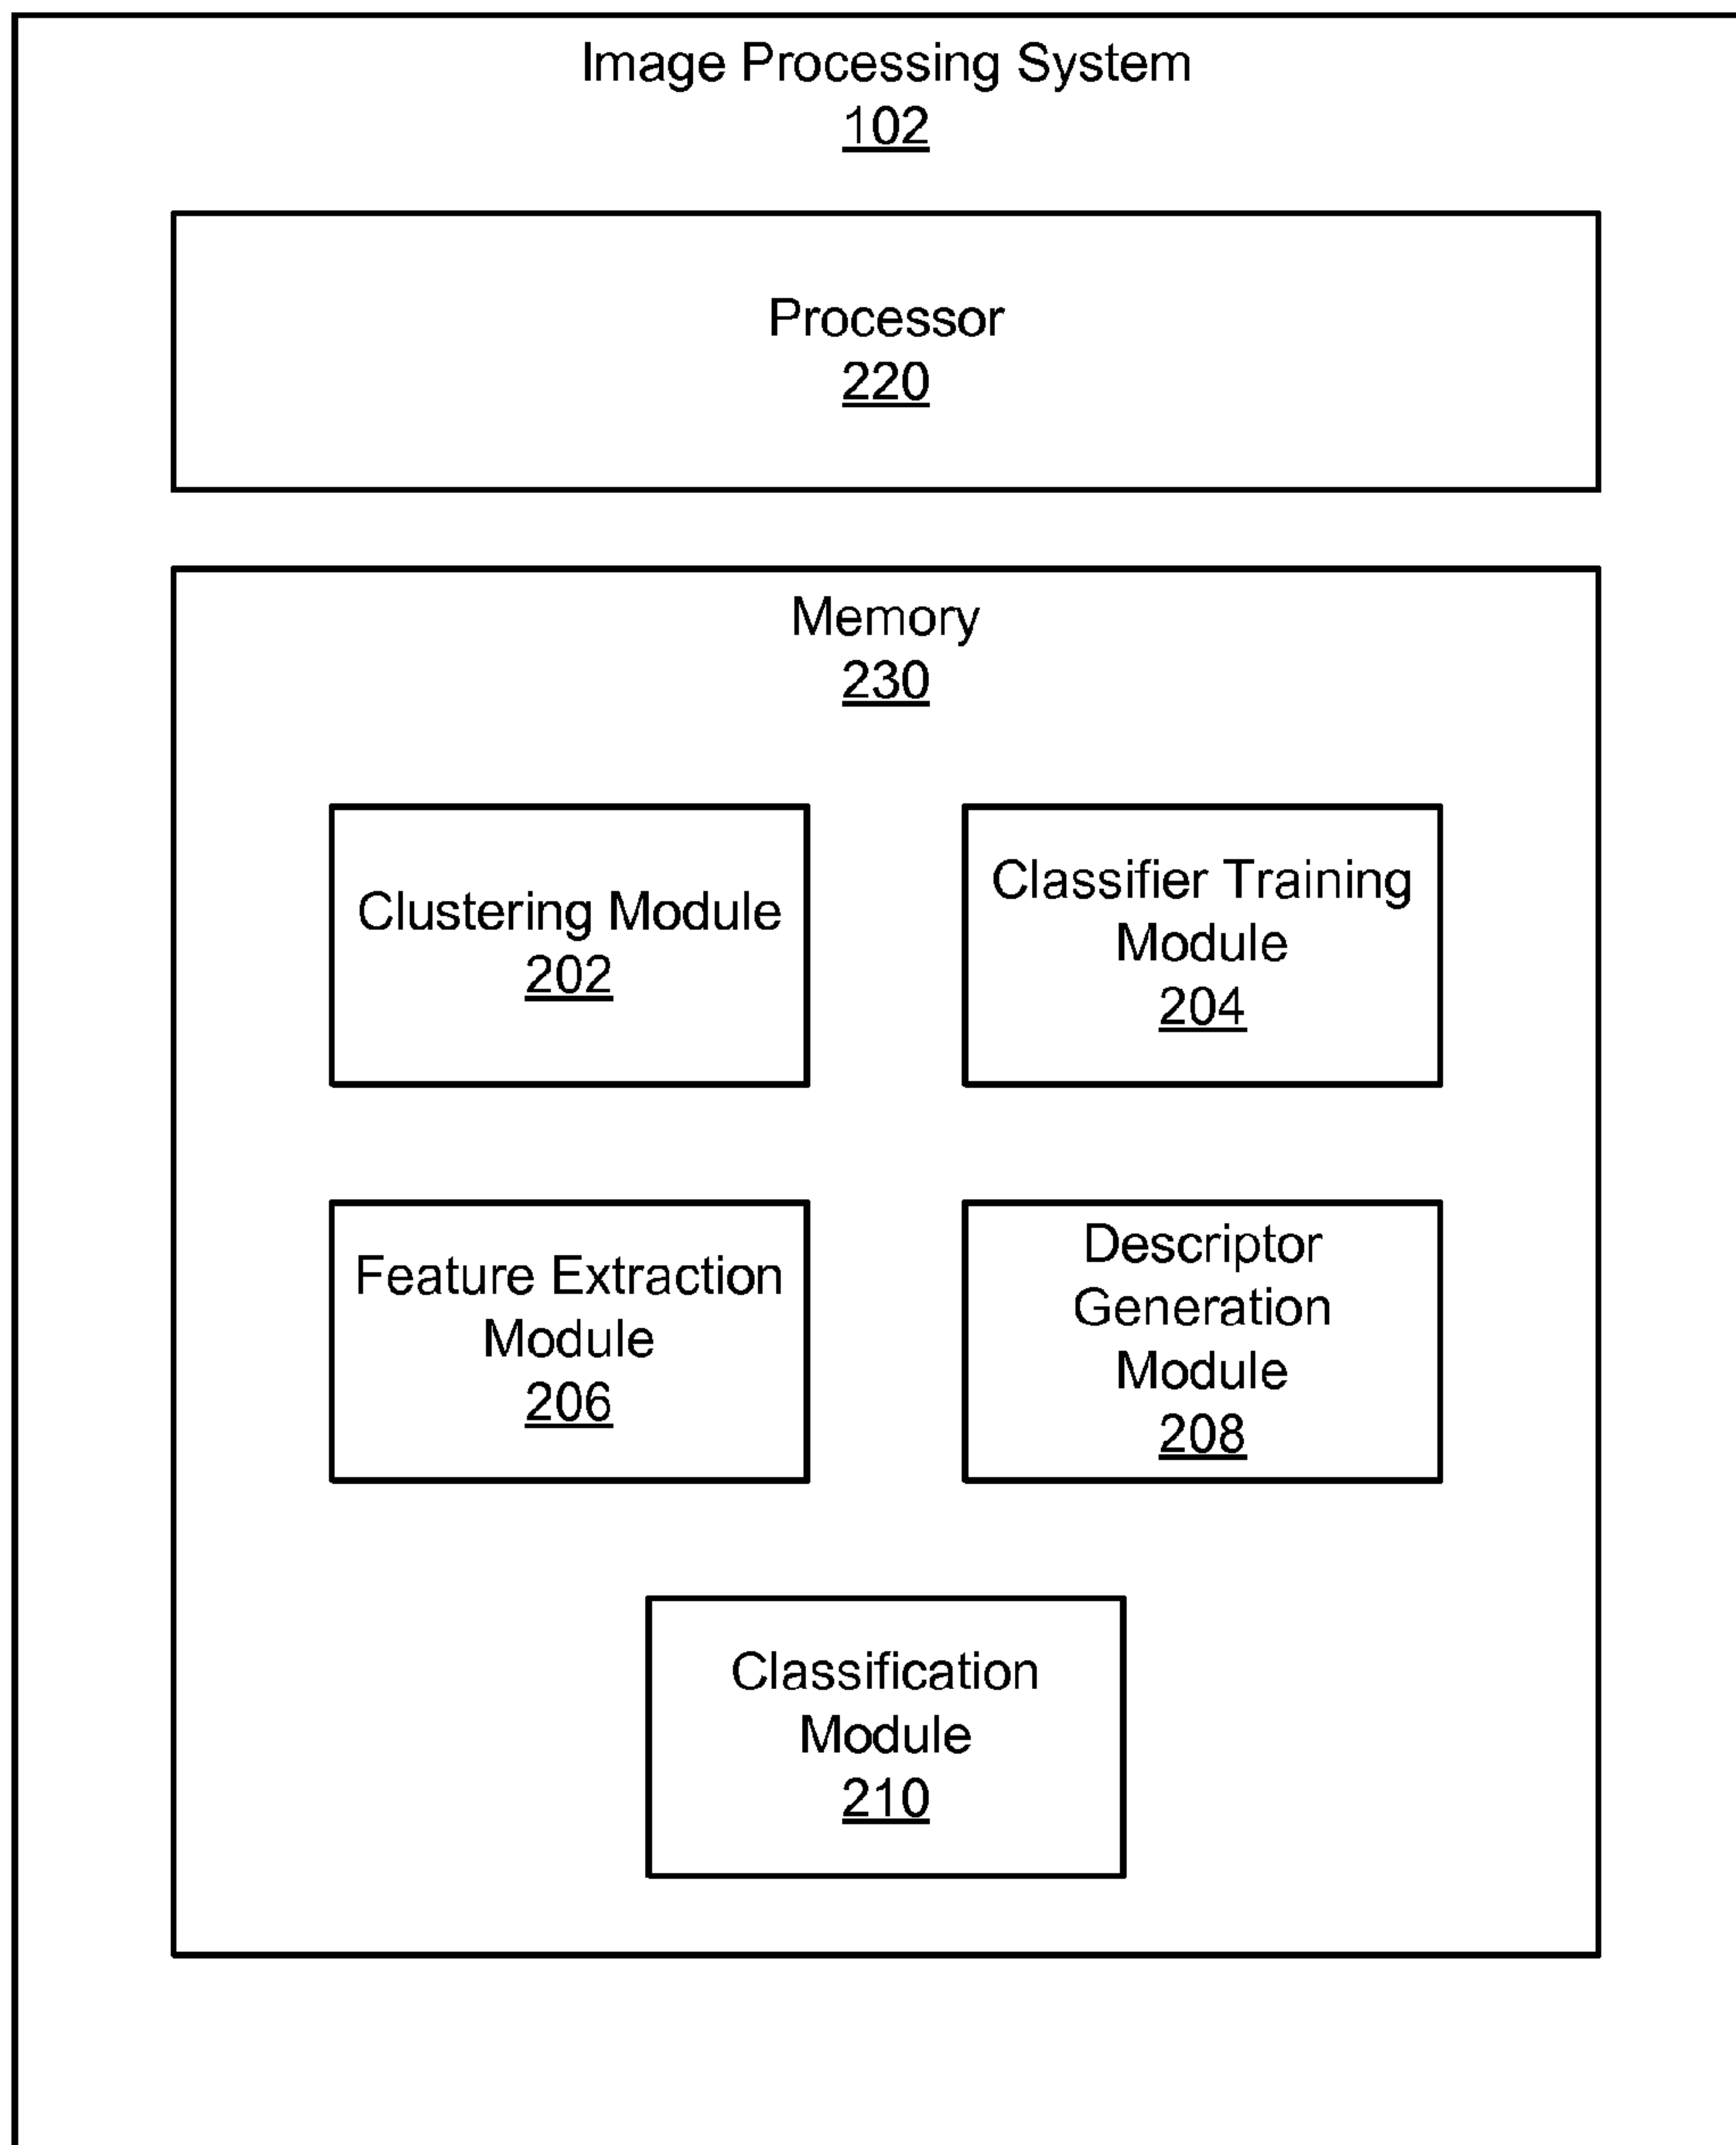 Image Processing System
102
Processor
220
Memory
230
Clustering Module
202
Classifier Training
Module
204
Feature Extraction
Module
206
Descriptor
Generation
Module
208
Classification
Module
210